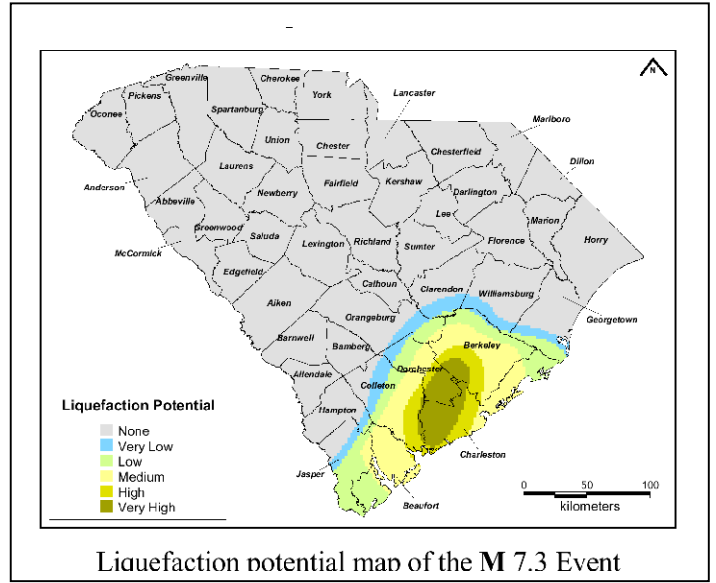 N
Greenville
Cherokee
York
Lancaster
Pickens
Oconee
Spartanburg
Marlboro
Union
Chester
Chesterfield
Dillon
Laurens
Anderson
Fairfield
Kershaw
Darlington
Newberry
Abbeville
Lee
Marion
Greenwood
Saluda
Lexington
Richland
Sumter
Florence
Horry
McCormick
Edgefield
Calhoun
Clarendon
Williamsburg
Aiken
Orangeburg
Georgetown
Barnwell
Bamberg
Berkeley
Allendale
Dorchester
Colleton
Liquefaction Potential
Hampton
None
Very Low
Low
Medium
High
Very High
Charleston
Jasper
Beaufort
0 50 100
kilometers
Liquefaction potential map of the M 7.3 Event